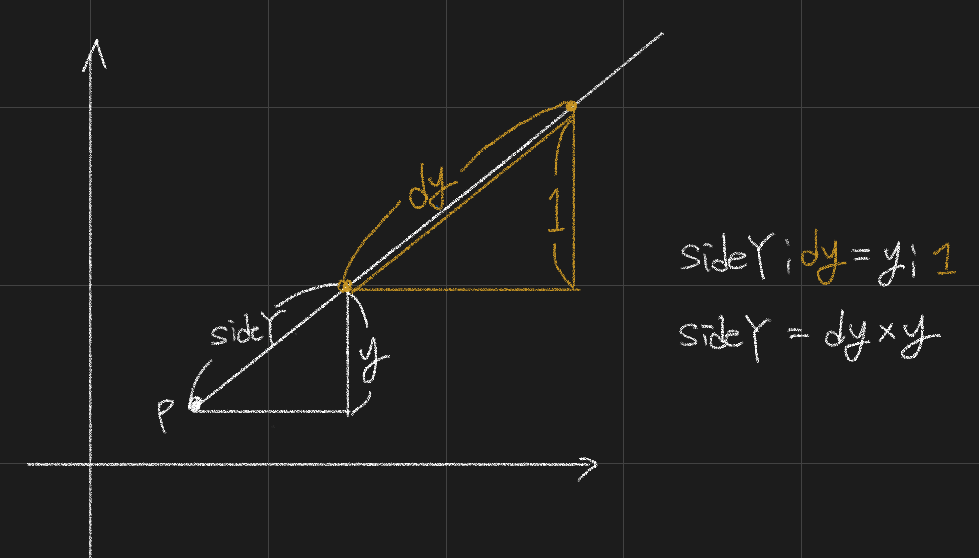 dy
1
sideY
y
P
sideY : dy = y : 1
sideY = dy × y